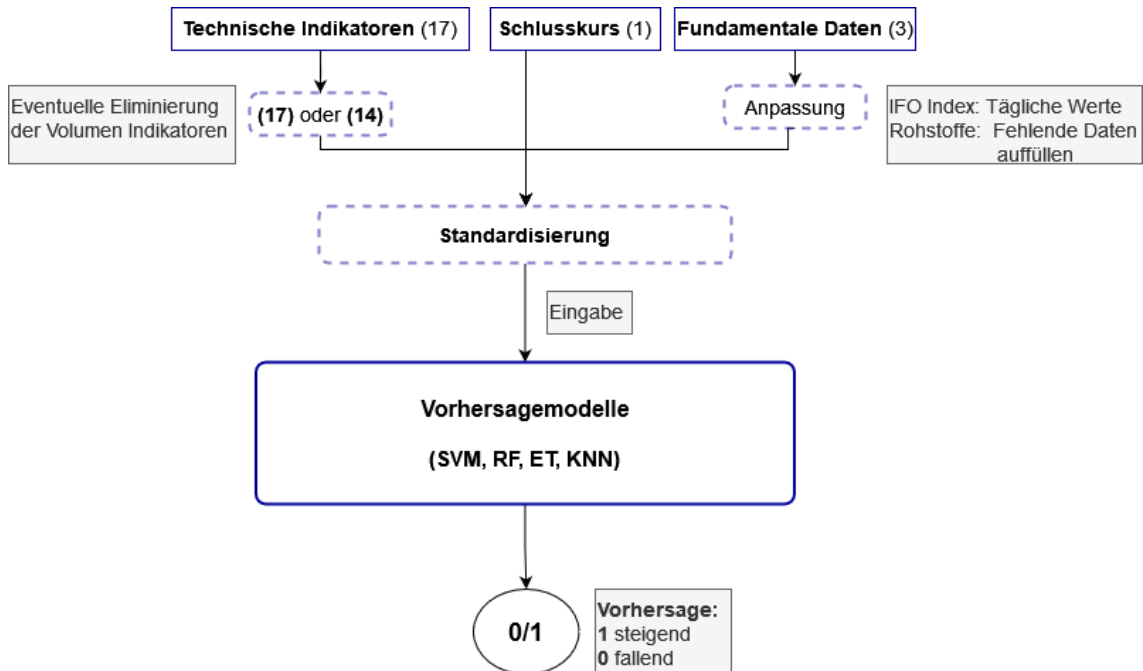 Technische Indikatoren (17)
Schlusskurs (1)
Fundamentale Daten (3)
Eventuelle Eliminierung
der Volumen Indikatoren
(17) oder (14)
Anpassung
IFO Index: Tägliche Werte
Rohstoffe: Fehlende Daten
auffüllen
Standardisierung
Eingabe
Vorhersagemodelle
(SVM, RF, ET, KNN)
0/1
Vorhersage:
1 steigend
0 fallend